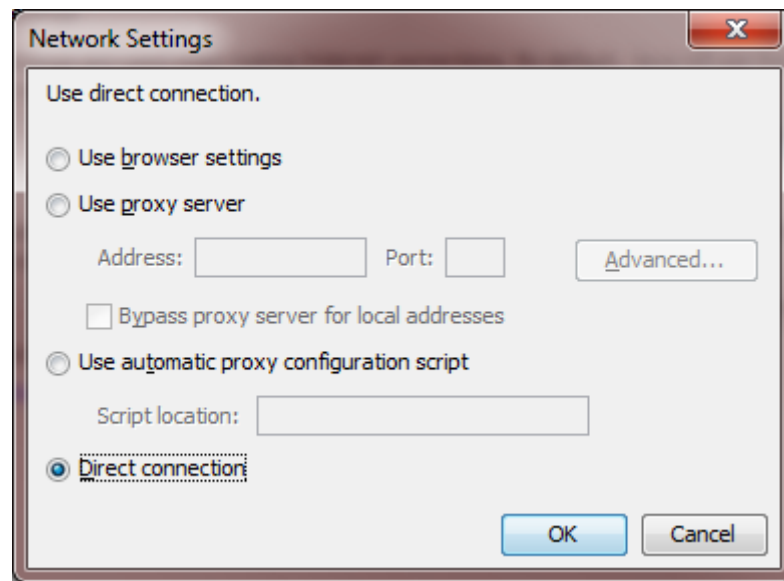 Network Settings
Use direct connection.
Use browser settings
Use proxy server
Address: Port: Advanced...
Bypass proxy server for local addresses
Use automatic proxy configuration script
Script location:
Direct connection
OK Cancel